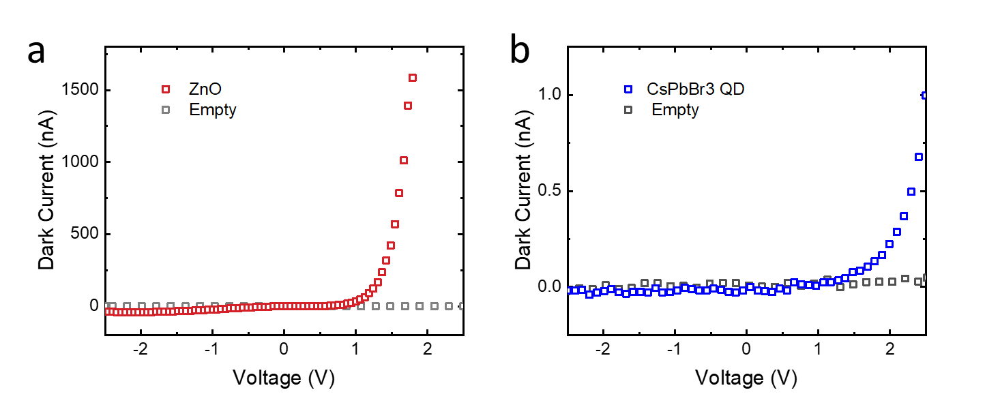 a
ZnO
Empty
1500
1000
500
0
Dark Current (nA)
-2 -1 0 1 2
Voltage (V)
b
CsPbBr3 QD
Empty
1.0
0.5
0.0
Dark Current (nA)
-2 -1 0 1 2
Voltage (V)